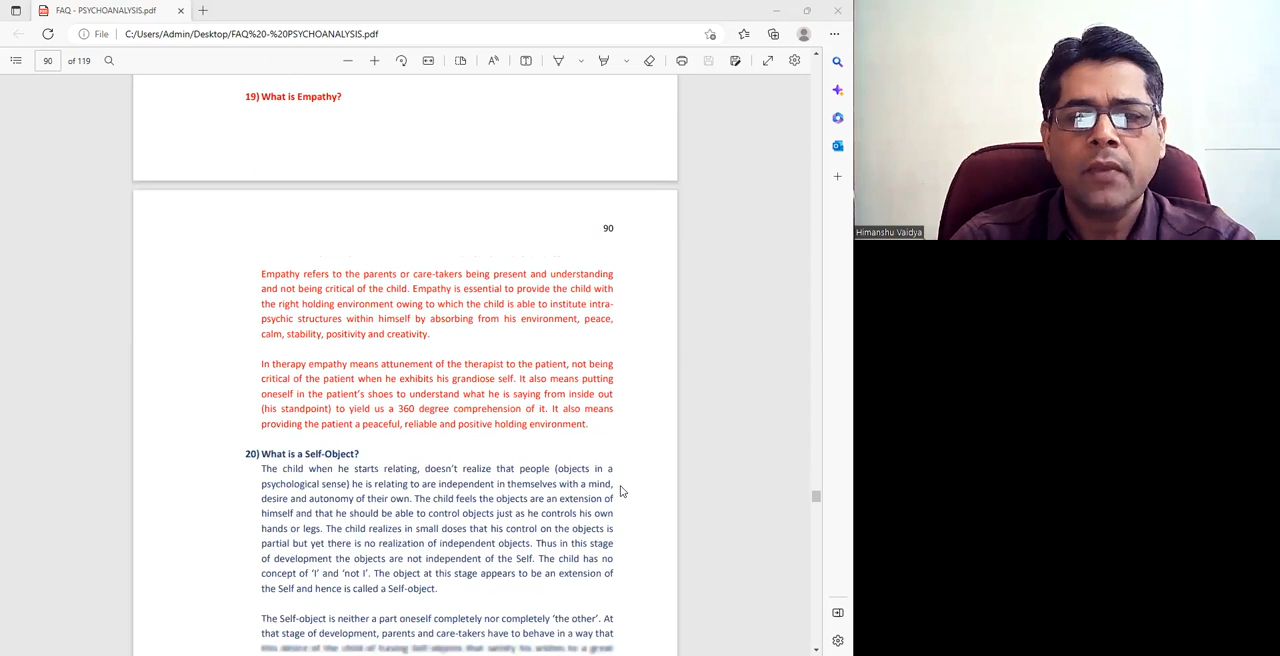 FAQ - PSYCHOANALYSIS.pdf
File
C:/Users/Admin/Desktop/FAQ%20-%20PSYCHOANALYSIS.pdf
90 of 119
19) What is Empathy?
90
Empathy refers to the parents or care-takers being present and understanding
and not being critical of the child. Empathy is essential to provide the child with
the right holding environment owing to which the child is able to institute intra-
psychic structures within himself by absorbing from his environment, peace,
calm, stability, positivity and creativity.
In therapy empathy means attunement of the therapist to the patient, not being
critical of the patient when he exhibits his grandiose self. It also means putting
oneself in the patient's shoes to understand what he is saying from inside out
(his standpoint) to yield us a 360 degree comprehension of it. It also means
providing the patient a peaceful, reliable and positive holding environment.
20) What is a Self-Object?
The child when he starts relating, doesn't realize that people (objects in a
psychological sense) he is relating to are independent in themselves with a mind,
desire and autonomy of their own. The child feels the objects are an extension of
himself and that he should be able to control objects just as he controls his own
hands or legs. The child realizes in small doses that his control on the objects is
partial but yet there is no realization of independent objects. Thus in this stage
of development the objects are not independent of the Self. The child has no
concept of 'I' and 'not I'. The object at this stage appears to be an extension of
the Self and hence is called a Self-object.
The Self-object is neither a part oneself completely nor completely 'the other'. At
that stage of development, parents and care-takers have to behave in a way that
Himanshu Vaidya